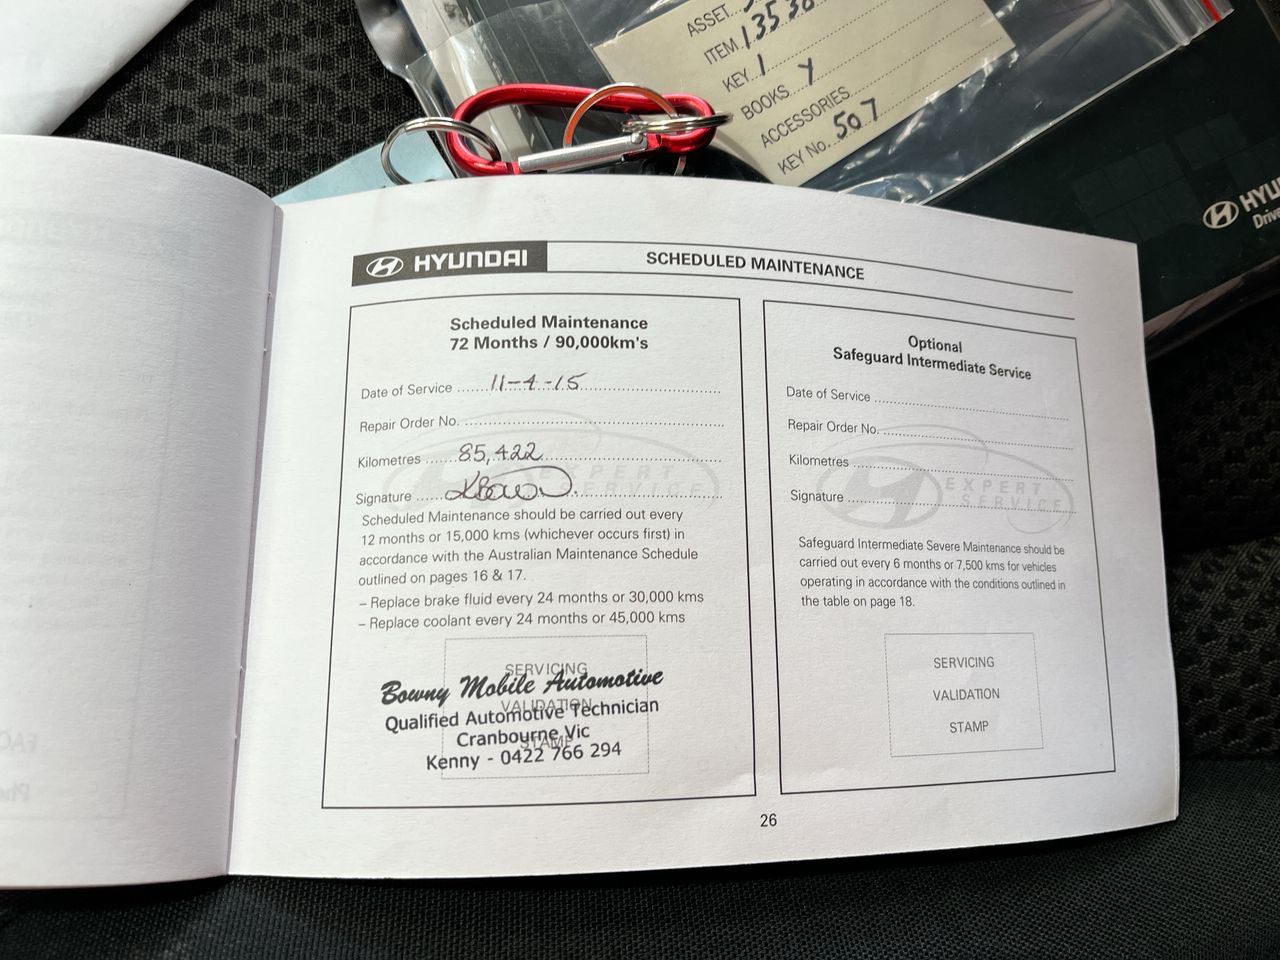 ASSET
ITEM
KEY 1
BOOKS Y
ACCESSORIES
KEY No. 507
HYUNDAI
HYUNDAI
SCHEDULED MAINTENANCE
Scheduled Maintenance
72 Months / 90,000km's
Date of Service 11-4-15
Repair Order No.
Kilometres 85,422
Signature
EXPERT
SERVICE
Scheduled Maintenance should be carried out every
12 months or 15,000 kms (whichever occurs first) in
accordance with the Australian Maintenance Schedule
outlined on pages 16 & 17.
– Replace brake fluid every 24 months or 30,000 kms
– Replace coolant every 24 months or 45,000 kms
SERVICING
VALIDATION
STAMP
Bowny Mobile Automotive
Qualified Automotive Technician
Cranbourne Vic
Kenny - 0422 766 294
Optional
Safeguard Intermediate Service
Date of Service
Repair Order No.
Kilometres
Signature
EXPERT
SERVICE
Safeguard Intermediate Severe Maintenance should be
carried out every 6 months or 7,500 kms for vehicles
operating in accordance with the conditions outlined in
the table on page 18.
SERVICING
VALIDATION
STAMP
26